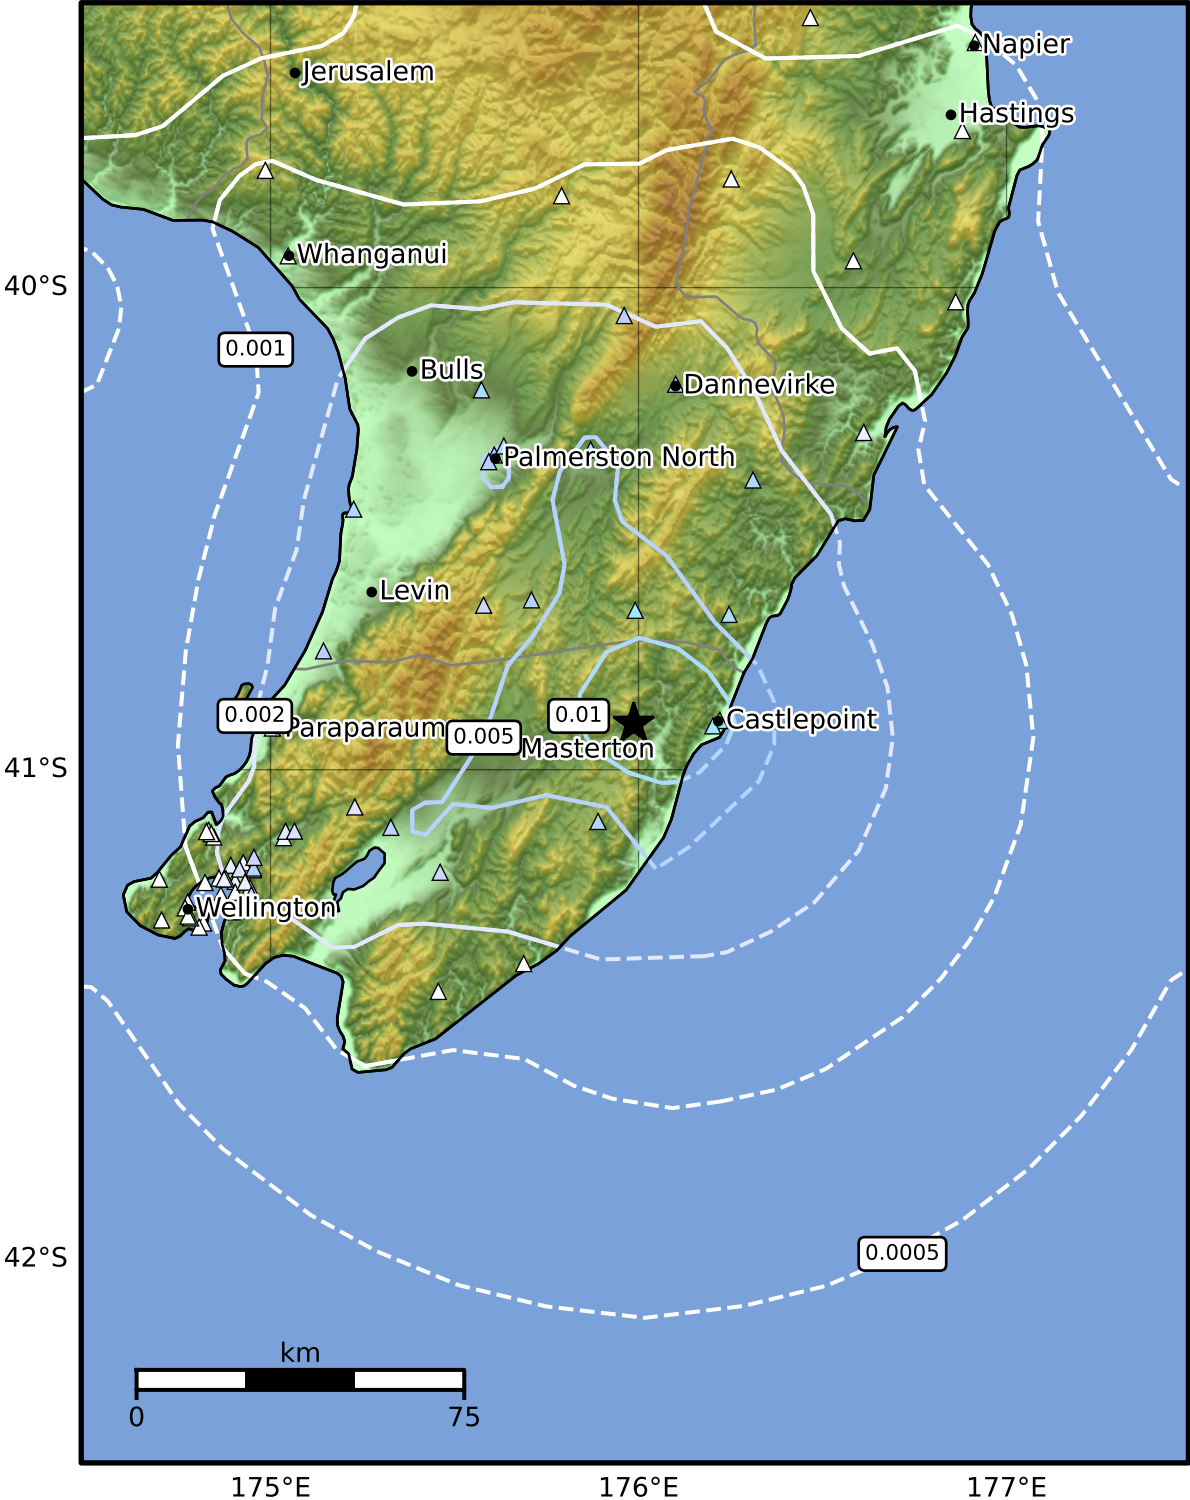 Napier
Jerusalem
Hastings
Whanganui
40°S
0.001
Bulls
Dannevirke
Palmerston North
Levin
0.002
Paraparaum
0.005
0.01
Castlepoint
Masterton
41°S
Wellington
42°S
0.0005
km
0
75
175°E
176°E
177°E